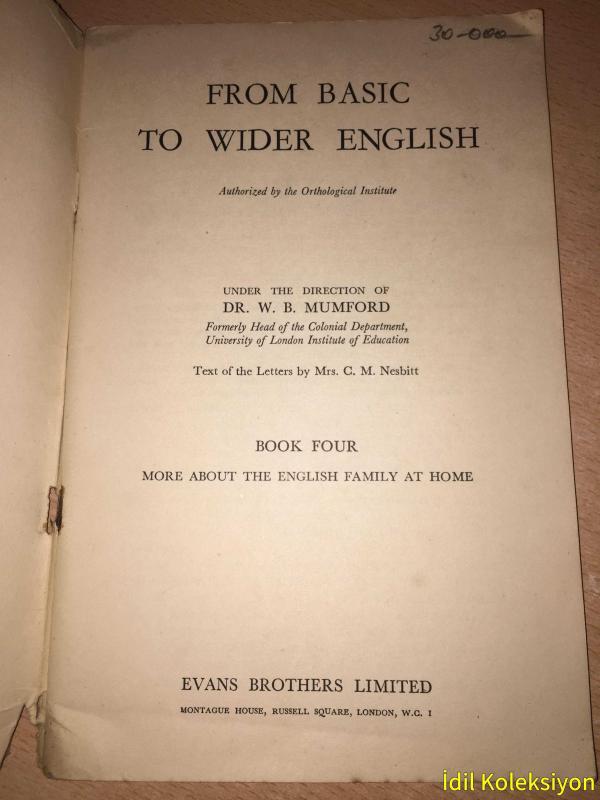 30-000
FROM BASIC
TO WIDER ENGLISH
Authorized by the Orthological Institute
UNDER THE DIRECTION OF
DR. W. B. MUMFORD
Formerly Head of the Colonial Department,
University of London Institute of Education
Text of the Letters by Mrs. C. M. Nesbitt
BOOK FOUR
MORE ABOUT THE ENGLISH FAMILY AT HOME
EVANS BROTHERS LIMITED
MONTAGUE HOUSE, RUSSELL SQUARE, LONDON, W.C. 1
İdil Koleksiyon